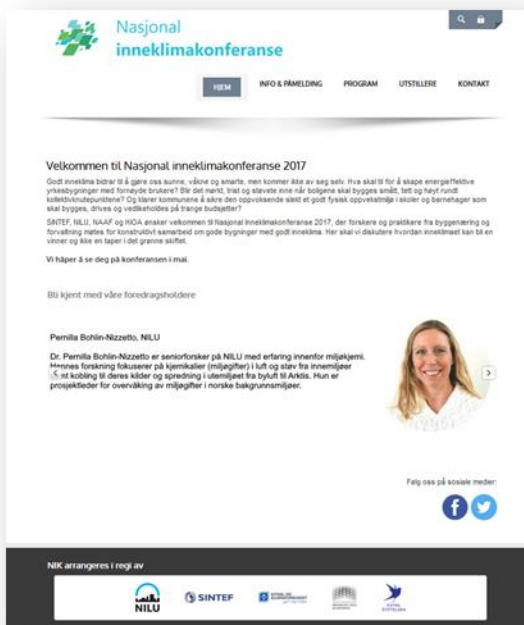 Nasjonal
inneklimakonferanse
HJEM
INFO & PÅMELDING
PROGRAM
UTSTILLERE
KONTAKT
Velkommen til Nasjonal inneklimakonferanse 2017
Godt inneklima bidrar til å gjøre oss sunne, våkne og smarte, men kommer ikke av seg selv. Hva skal til for å skape energieffektive
yrkesbygninger med fornøyde brukere? Blir det mørkt, trist og støvete inne når boligene skal bygges smått, tett og høyt rundt
kollektivknutepunktene? Og klarer kommunene å sikre den oppvoksende slekt et godt fysisk oppvekstmiljø i skoler og barnehager som
skal bygges, drives og vedlikeholdes på trange budsjetter?
SINTEF, NILU, NAAF og HIOA ønsker velkommen til Nasjonal inneklimakonferanse 2017, der forskere og praktikere fra byggenæring og
forvaltning møtes for konstruktivt samarbeid om gode bygninger med godt inneklima. Her skal vi diskutere hvordan inneklimaet kan bli en
vinner og ikke en taper i det grønne skiftet.
Vi håper å se deg på konferansen i mai.
Bli kjent med våre foredragsholdere
Pernilla Bohlin-Nizzetto, NILU
Dr. Pernilla Bohlin-Nizzetto er seniorforsker på NILU med erfaring innenfor miljøkjemi.
Hennes forskning fokuserer på kjemikalier (miljøgifter) i luft og støv fra innemiljøer
kobling til deres kilder og spredning i utemiljøet fra byluft til Arktis. Hun er
prosjektleder for overvåking av miljøgifter i norske bakgrunnsmiljøer.
Følg oss på sosiale medier:
NIK arrangeres i regi av
NILU
SINTEF